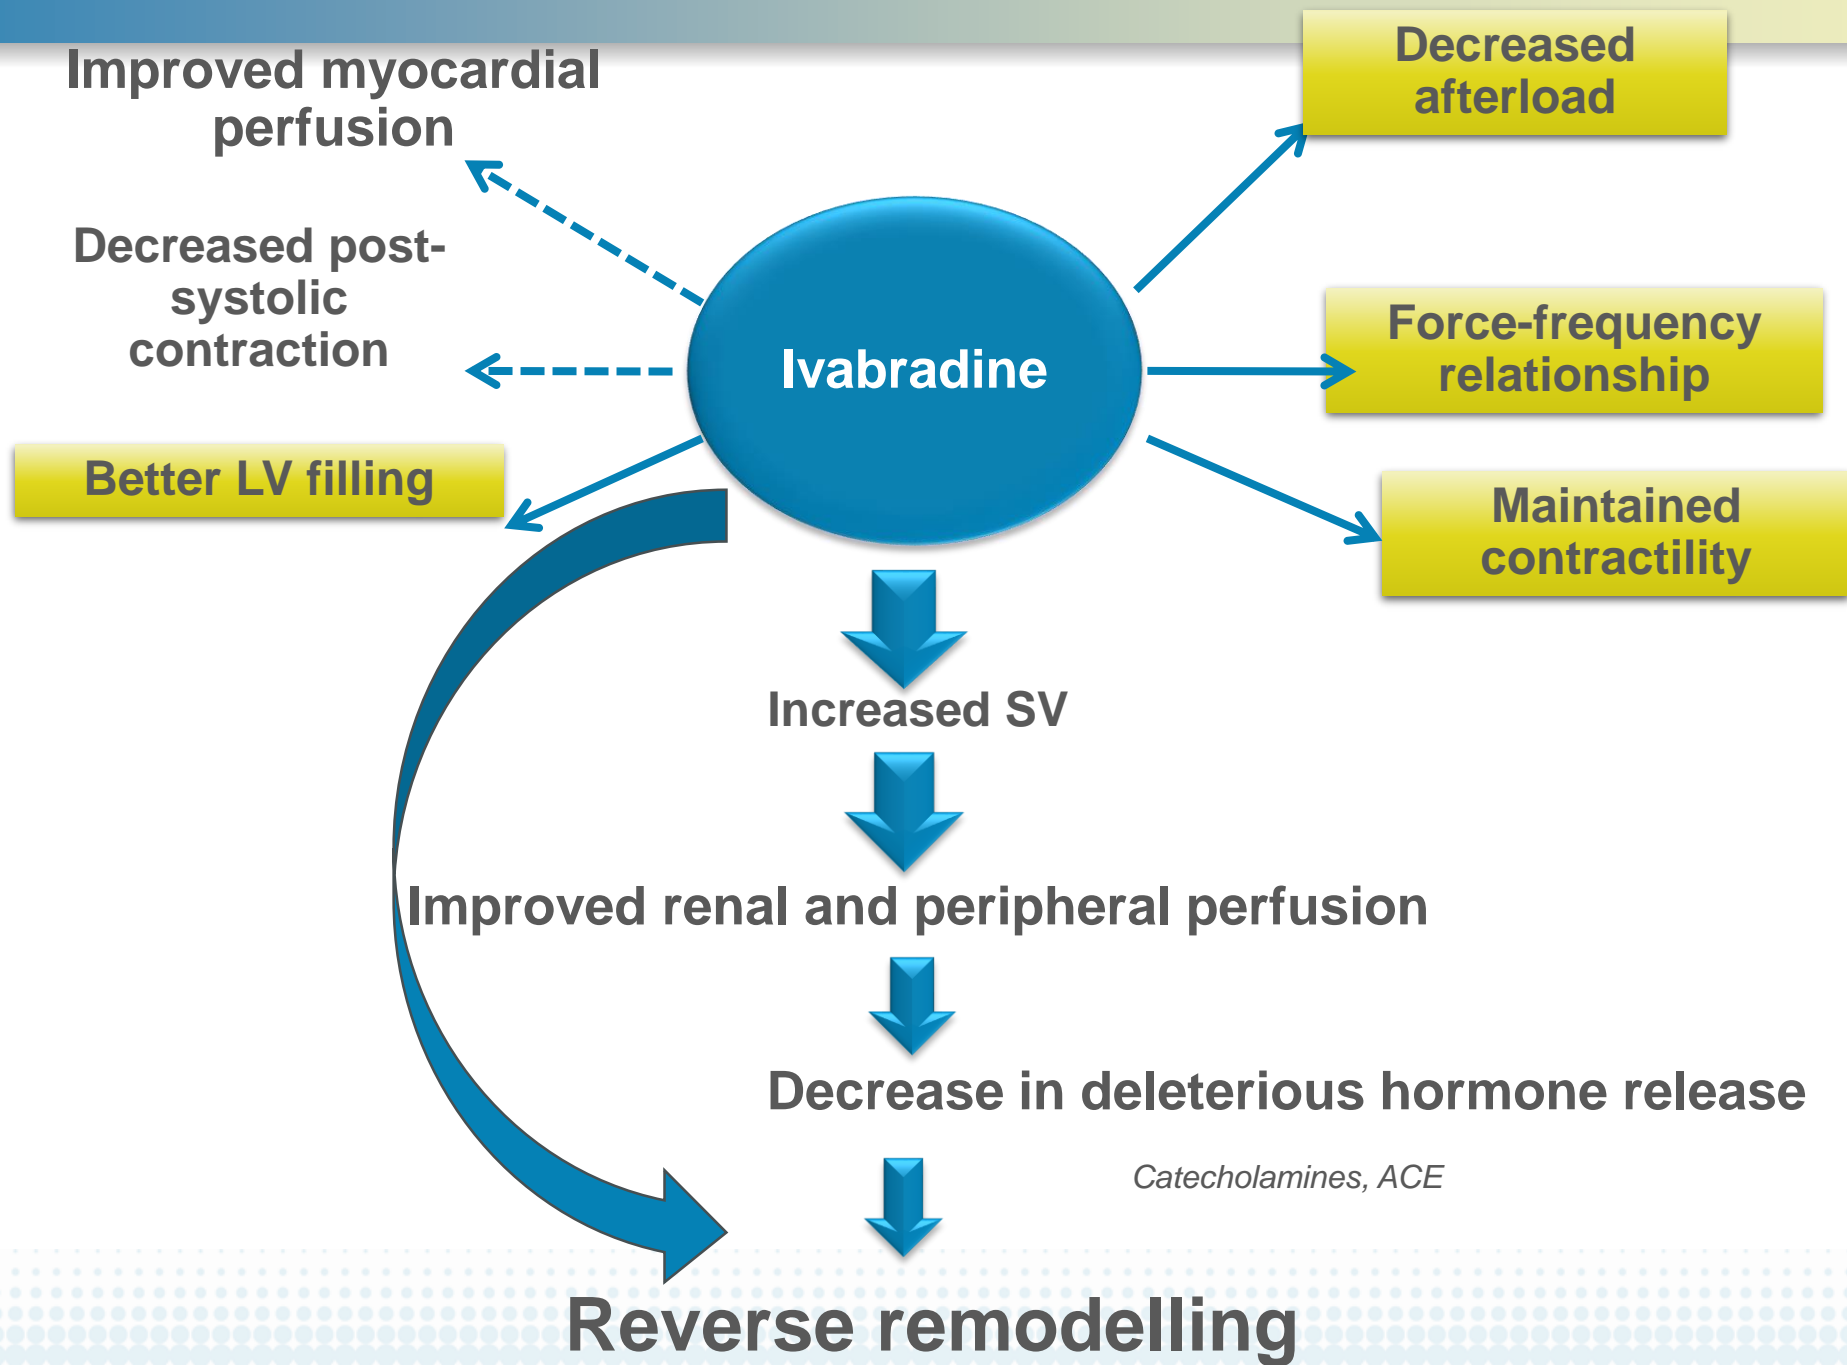 Improved myocardial
perfusion
Decreased post-
systolic
contraction
Better LV filling
Ivabradine
Decreased
afterload
Force-frequency
relationship
Maintained
contractility
Increased SV
Improved renal and peripheral perfusion
Decrease in deleterious hormone release
Catecholamines, ACE
Reverse remodelling